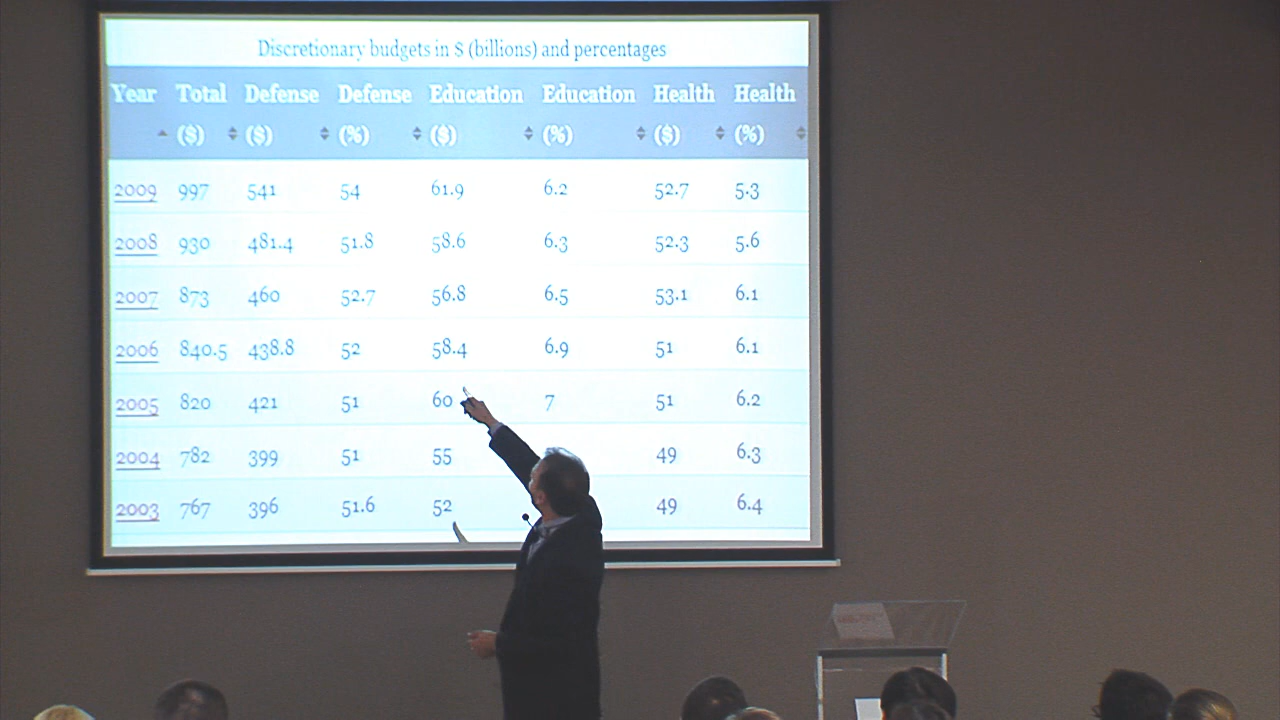 Discretionary budgets in $ (billions) and percentages
Year Total Defense Defense Education Education Health Health
($) ($) (%) ($) (%) ($) (%)
2009 997 541 54 61.9 6.2 52.7 5.3
2008 930 481.4 51.8 58.6 6.3 52.3 5.6
2007 873 460 52.7 56.8 6.5 53.1 6.1
2006 840.5 438.8 52 58.4 6.9 51 6.1
2005 820 421 51 60 7 51 6.2
2004 782 399 51 55 49 6.3
2003 767 396 51.6 52 49 6.4